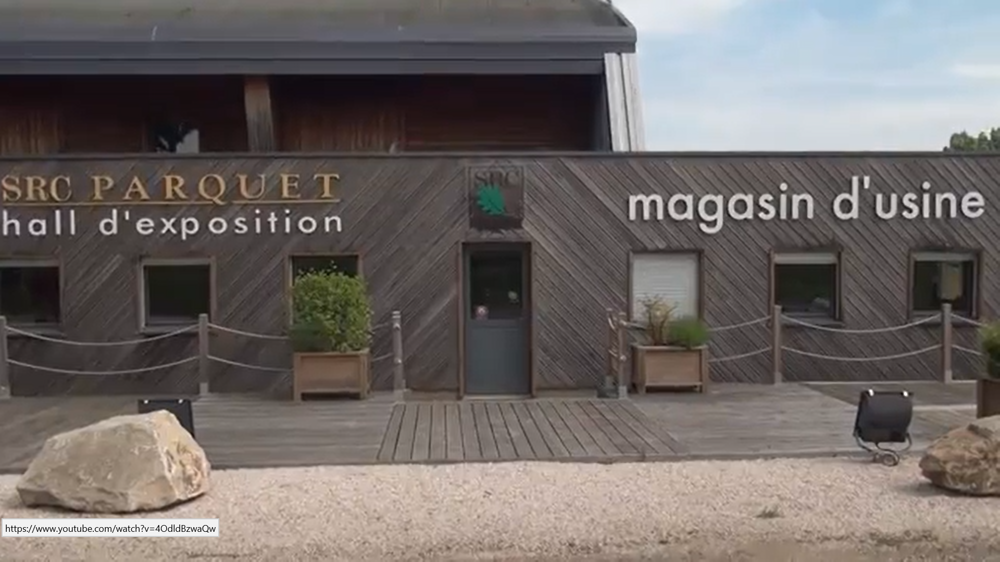 SRC PARQUET
hall d'exposition
SRC
magasin d'usine
https://www.youtube.com/watch?v=4OdldBzwaQw